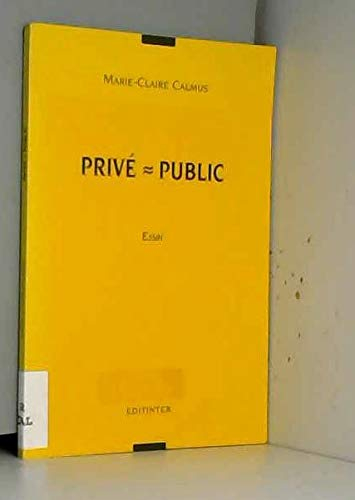 MARIE-CLAIRE CALMUS
PRIVÉ ≈ PUBLIC
ESSAI
EDITINTER